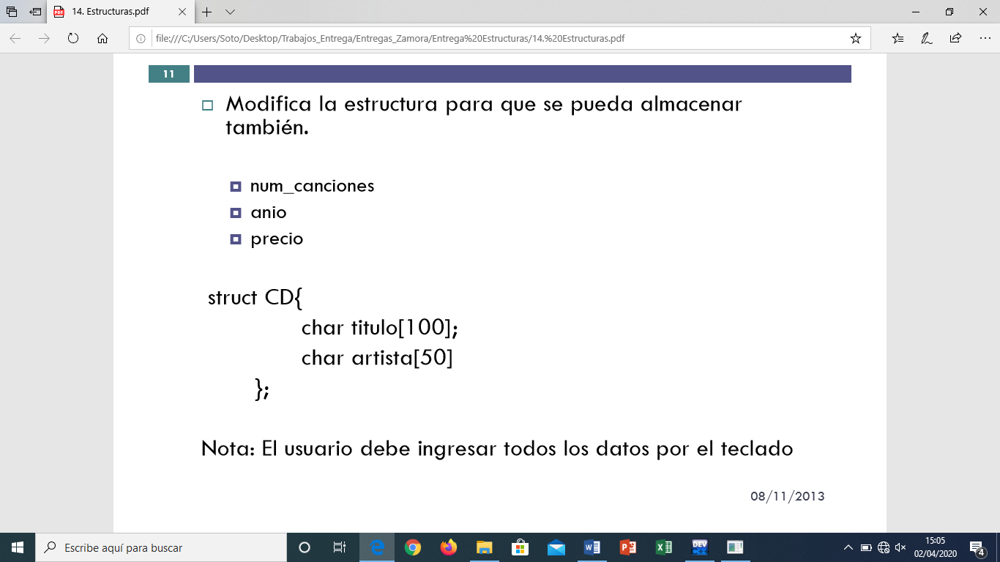 14. Estructuras.pdf
file:///C:/Users/Soto/Desktop/Trabajos_Entrega/Entregas_Zamora/Entrega%20Estructuras/14.%20Estructuras.pdf
11
Modifica la estructura para que se pueda almacenar
también.
num_canciones
anio
precio
struct CD{
char titulo[100];
char artista[50]
};
Nota: El usuario debe ingresar todos los datos por el teclado
08/11/2013
Escribe aquí para buscar
15:05
02/04/2020
4